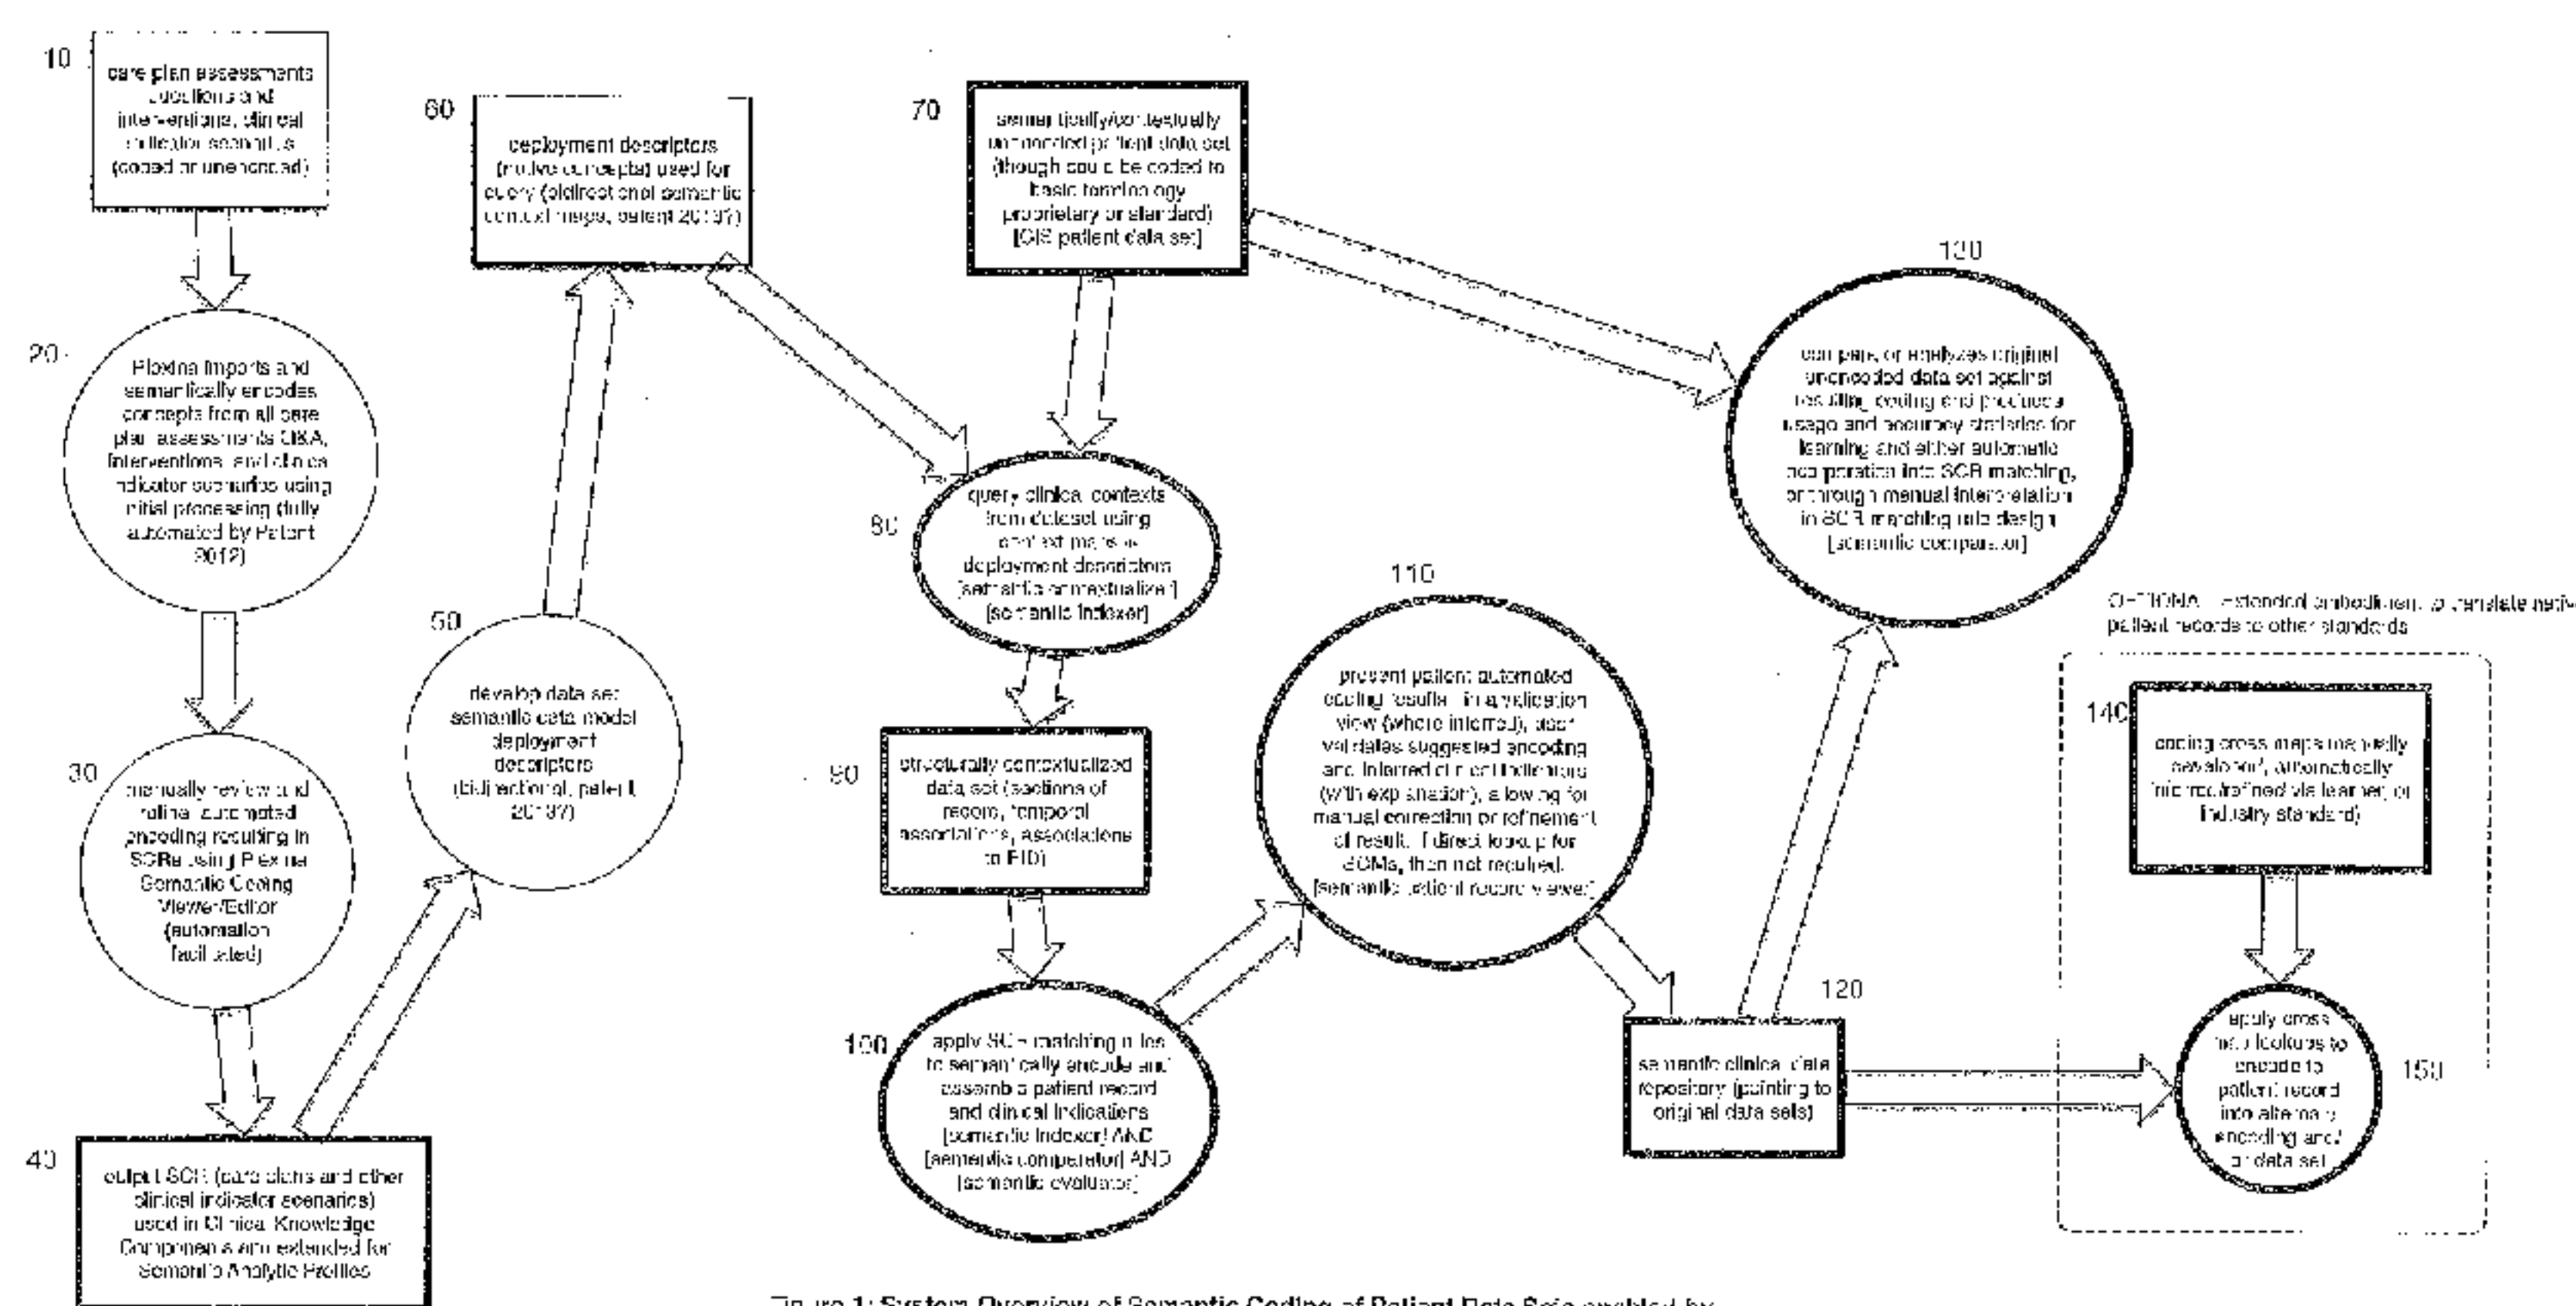 10
care plan assessments
questions and
interventions, clinical
indicator scenarios
(coded or unencoded)
20
Plexina imports and
semantically encodes
concepts from all care
plan assessments Q&A,
interventions, and clinical
indicator scenarios using
initial processing (fully
automated by Patent
2012)
30
manually review and
refine automated
encoding resulting in
SCRs using Plexina
Semantic Coding
Viewer/Editor
(automation
facilitated)
40
output SCR (care plans and other
clinical indicator scenarios)
used in Clinical Knowledge
Components and extended for
Semantic Analytic Profiles
50
develop data set
semantic data model
deployment
descriptors
(bidirectional, patent
2013?)
60
deployment descriptors
(native concepts) used for
query (bidirectional semantic
context maps, patent 2013?)
70
semantically/contextually
unencoded patient data set
(though could be coded to
basic terminology
proprietary or standard)
[CIS patient data set]
80
query clinical contexts
from dataset using
context maps
deployment descriptors
[semantic contextualizer]
[semantic indexer]
90
structurally contextualized
data set (sections of
record, temporal
associations, associations
to PID)
100
apply SCR matching rules
to semantically encode and
assemble patient record
and clinical indications
[semantic indexer] AND
[semantic comparator] AND
[semantic evaluator]
110
present patient automated
coding results in a validation
view (where inferred), user
validates suggested encoding
and inferred clinical indicators
(with explanation), allowing for
manual correction or refinement
of result. If direct lookup for
SCMs, then not required.
[semantic patient record viewer]
120
semantic clinical data
repository (pointing to
original data sets)
130
compare or analyzes original
unencoded data set against
resulting coding and produces
usage and accuracy statistics for
learning and either automatic
incorporation into SCR matching,
or through manual interpretation
in SCR matching rule design
[semantic comparator]
OPTIONAL extended embodiment to translate native
patient records to other standards
140
coding cross maps manually
developed, automatically
inferred/refined via learner, or
industry standard)
150
apply cross
map lookups to
encode to
patient record
into alternary
encoding and/
or data set
Figure 1: System Overview of Semantic Coding of Patient Data Sets enabled by